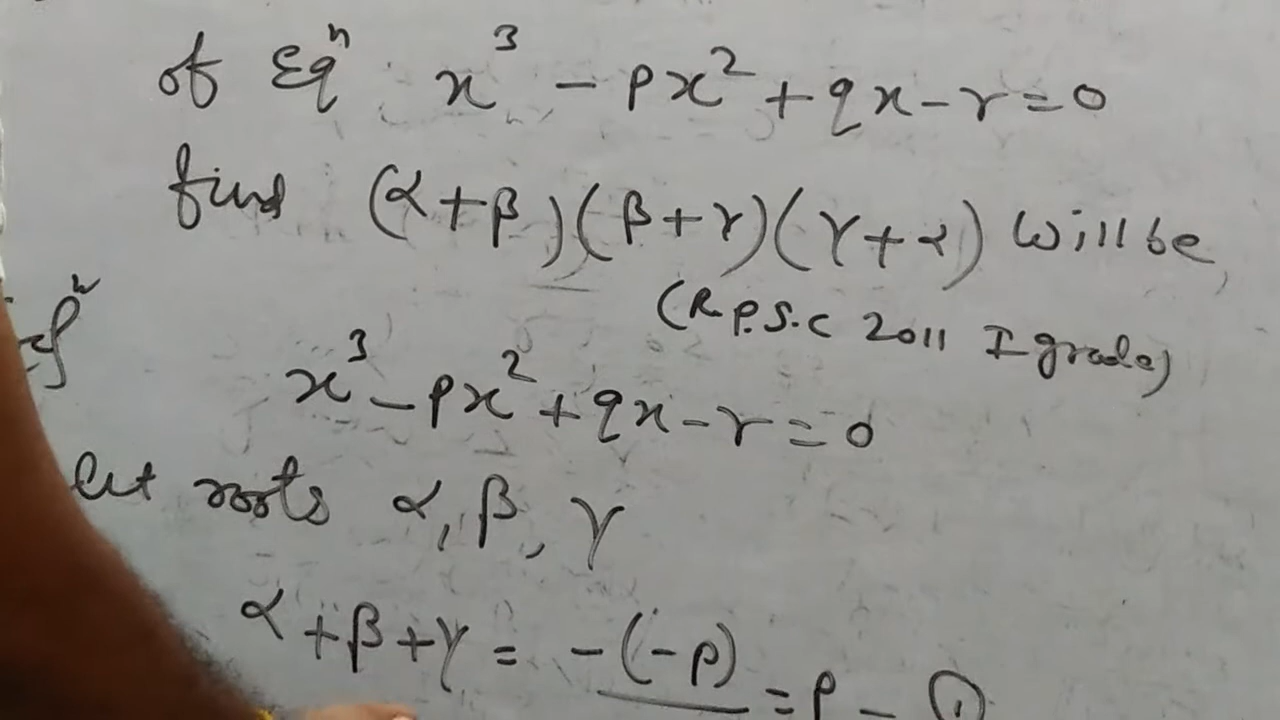 of Eqⁿ x³ - px² + qx - r = 0
find (α+β)(β+γ)(γ+α) will be
(R.P.S.C 2011 I grade)
x³ - px² + qx - r = 0
let roots α, β, γ
α+β+γ = -(-p) = p - ①